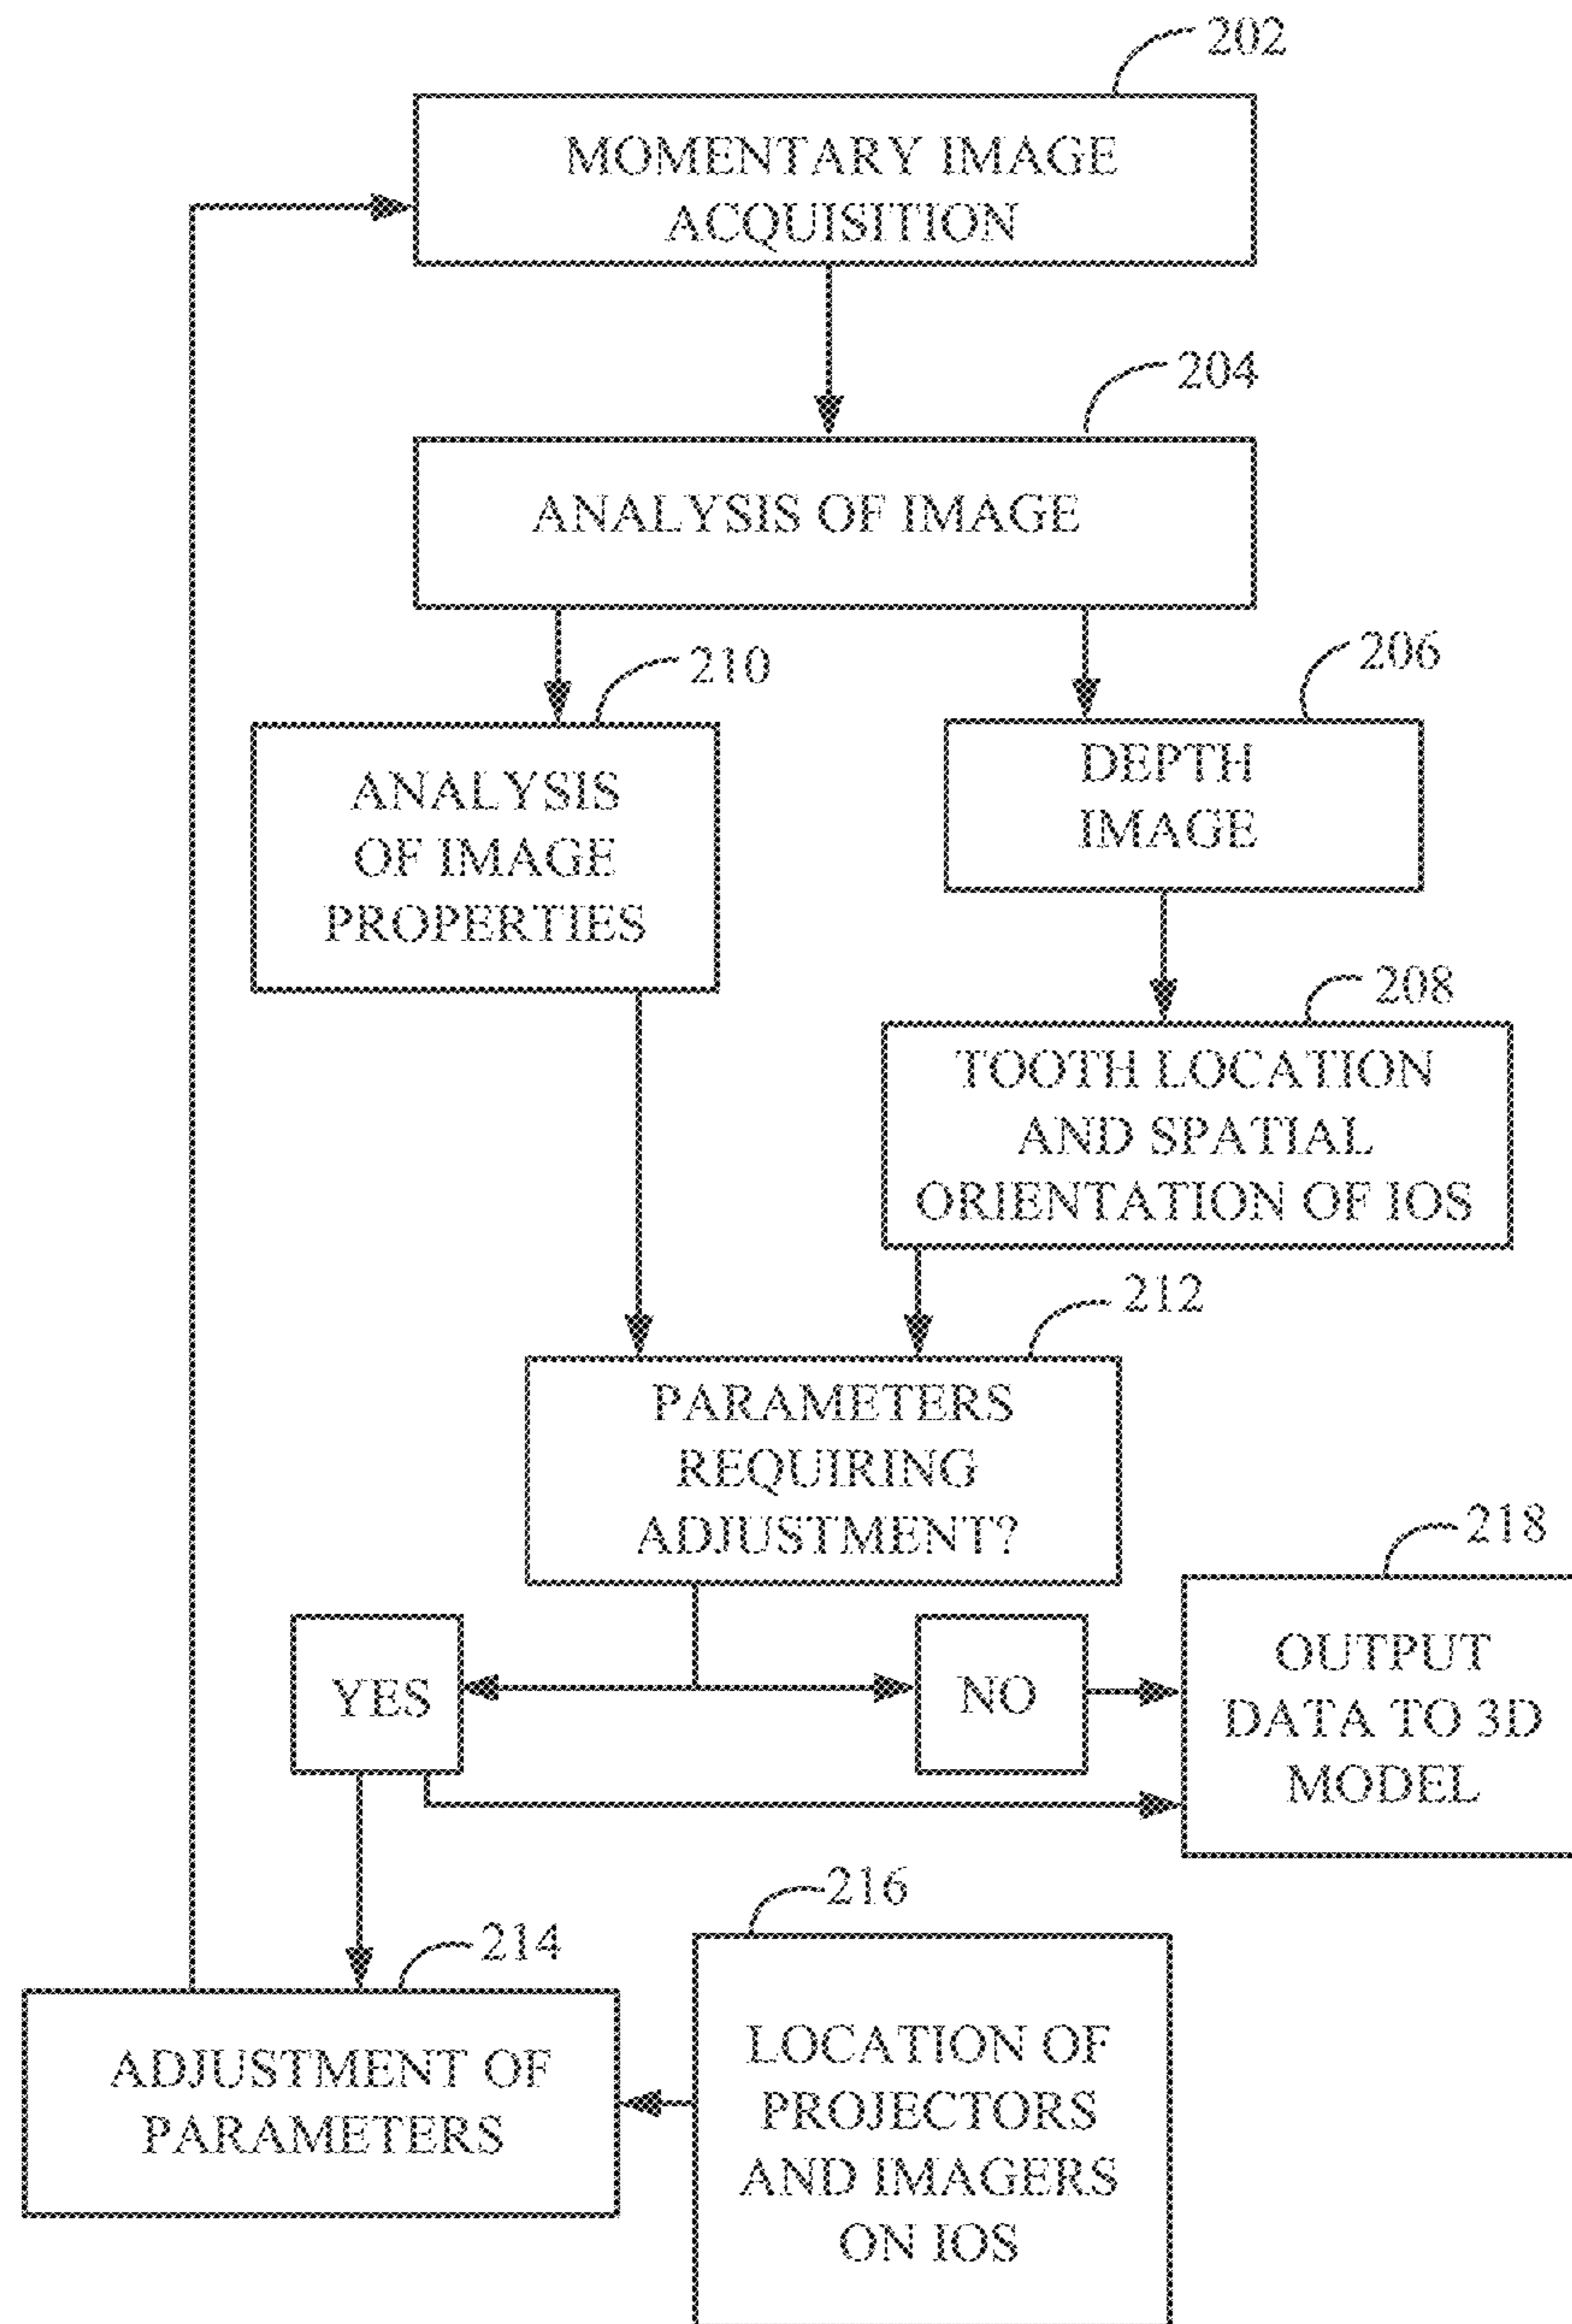 202
MOMENTARY IMAGE
ACQUISITION
204
ANALYSIS OF IMAGE
210
206
ANALYSIS
OF IMAGE
PROPERTIES
DEPTH
IMAGE
208
TOOTH LOCATION
AND SPATIAL
ORIENTATION OF IOS
212
PARAMETERS
REQUIRING
ADJUSTMENT?
218
YES
NO
OUTPUT
DATA TO 3D
MODEL
216
214
ADJUSTMENT OF
PARAMETERS
LOCATION OF
PROJECTORS
AND IMAGERS
ON IOS